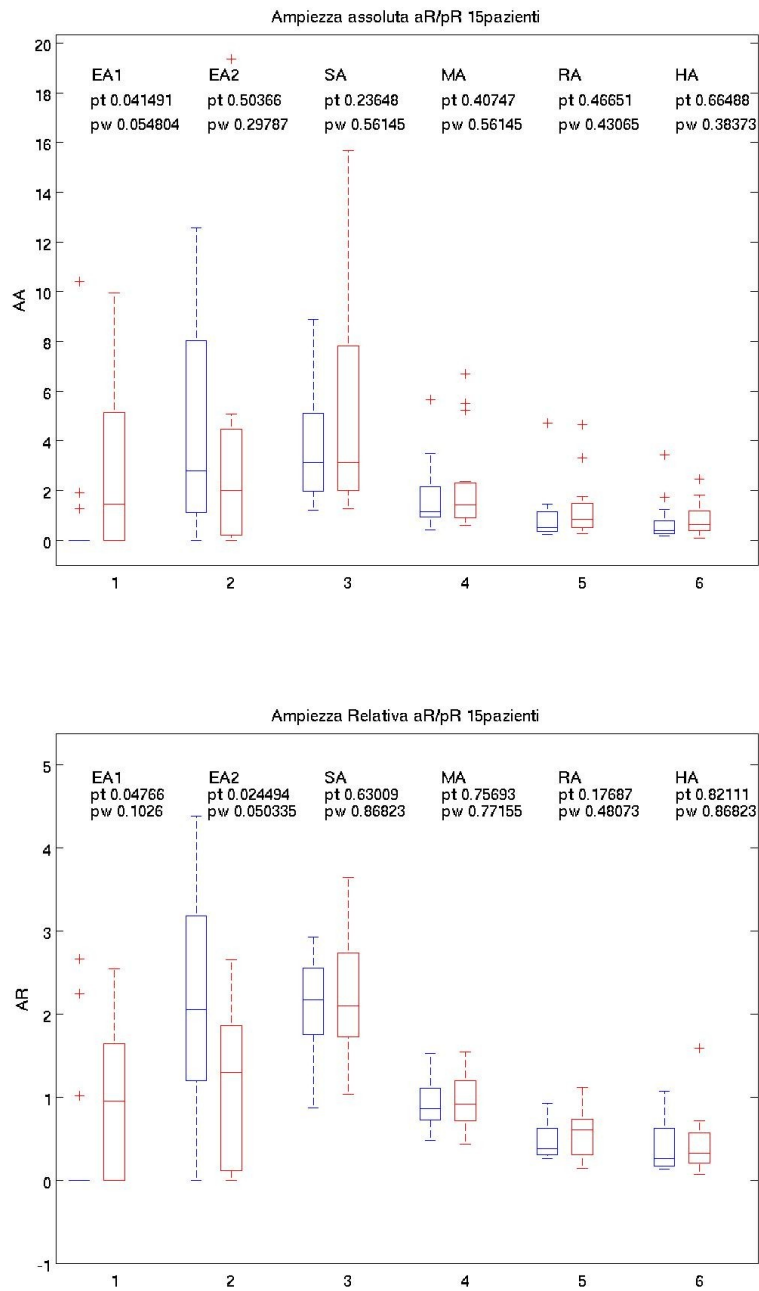 Ampiezza assoluta aR/pR 15pazienti
20
18
16
14
12
10
8
6
4
2
0
AA
EA1 EA2 SA MA RA HA
pt 0.041491 pt 0.50366 pt 0.23648 pt 0.40747 pt 0.46651 pt 0.66488
pw 0.054804 pw 0.29787 pw 0.56145 pw 0.56145 pw 0.43065 pw 0.38373
1 2 3 4 5 6
Ampiezza Relativa aR/pR 15pazienti
5
4
3
2
1
0
-1
AR
EA1 EA2 SA MA RA HA
pt 0.04766 pt 0.024494 pt 0.63009 pt 0.75693 pt 0.17687 pt 0.82111
pw 0.1026 pw 0.050335 pw 0.86823 pw 0.77155 pw 0.48073 pw 0.86823
1 2 3 4 5 6